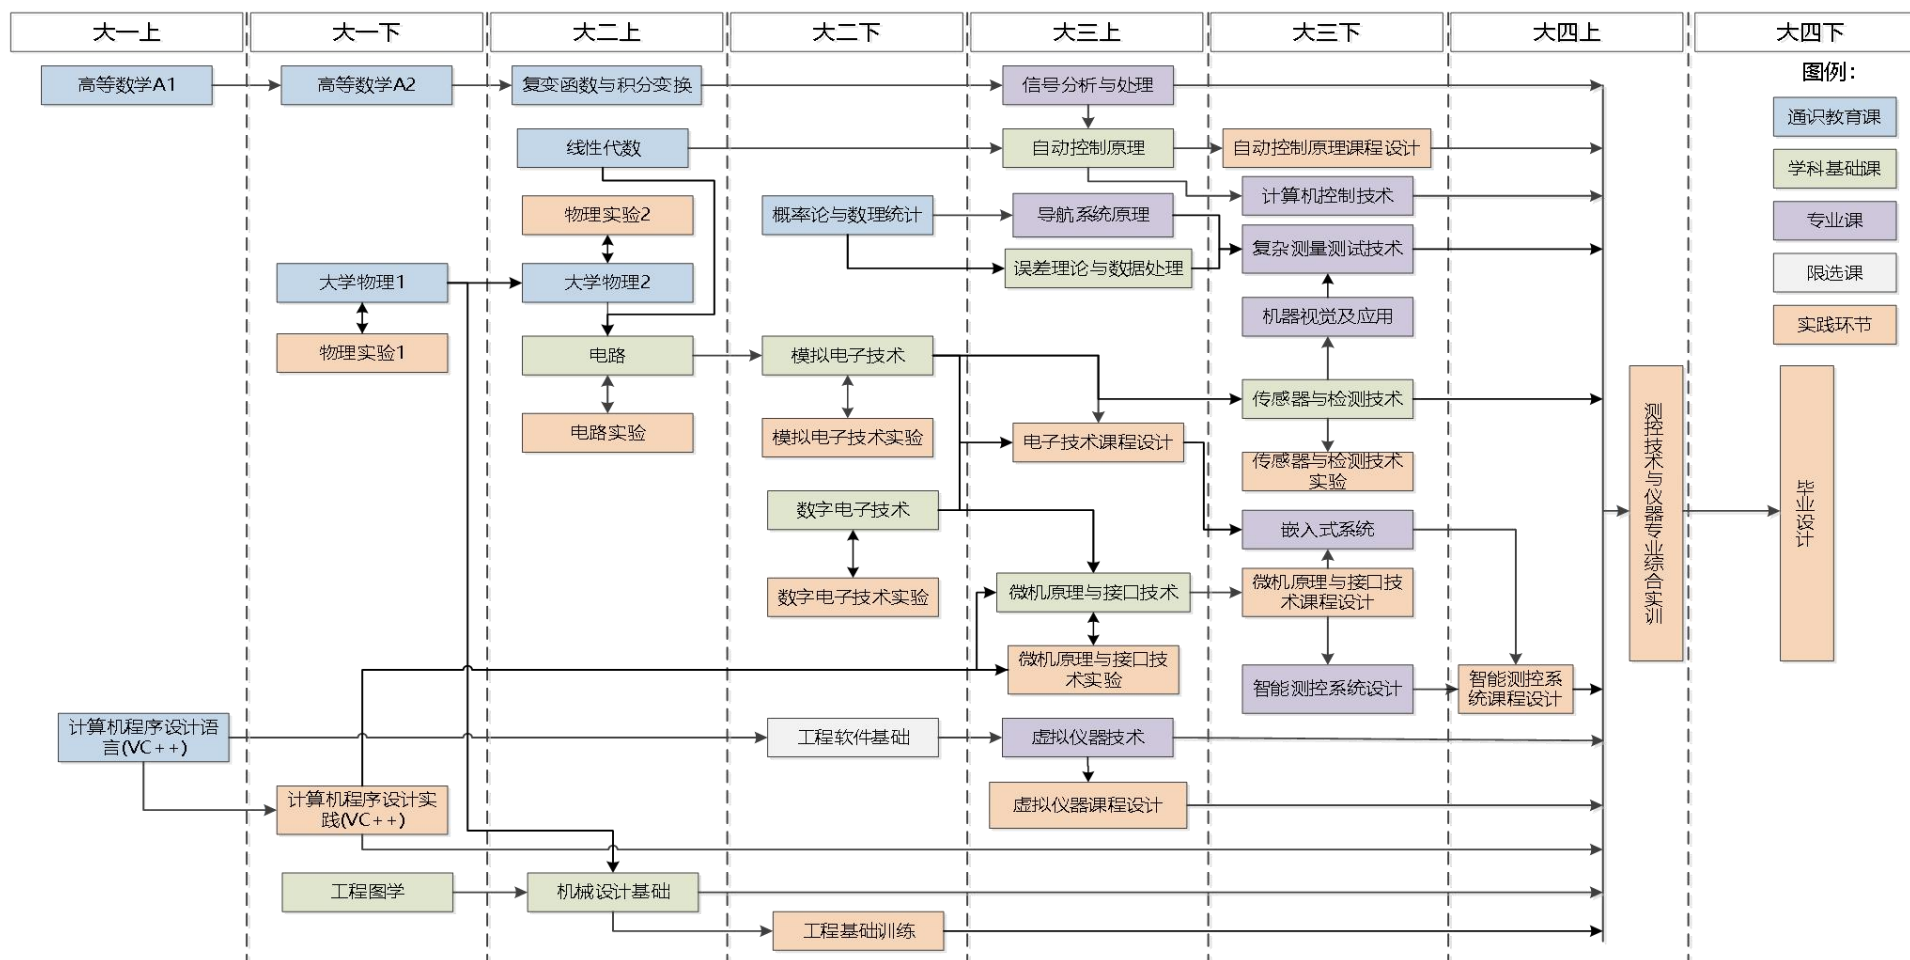 大一上
大一下
大二上
大二下
大三上
大三下
大四上
大四下
高等数学A1
高等数学A2
复变函数与积分变换
信号分析与处理
图例：
通识教育课
学科基础课
专业课
限选课
实践环节
线性代数
自动控制原理
自动控制原理课程设计
计算机控制技术
物理实验2
概率论与数理统计
导航系统原理
复杂测量测试技术
大学物理1
大学物理2
误差理论与数据处理
机器视觉及应用
物理实验1
电路
模拟电子技术
传感器与检测技术
电路实验
模拟电子技术实验
电子技术课程设计
传感器与检测技术
实验
数字电子技术
嵌入式系统
数字电子技术实验
微机原理与接口技术
微机原理与接口技
术课程设计
微机原理与接口技
术实验
智能测控系统设计
智能测控系
统课程设计
测控技术与仪器专业综合实训
毕业设计
计算机程序设计语
言(VC++)
工程软件基础
虚拟仪器技术
计算机程序设计实
践(VC++)
虚拟仪器课程设计
工程图学
机械设计基础
工程基础训练